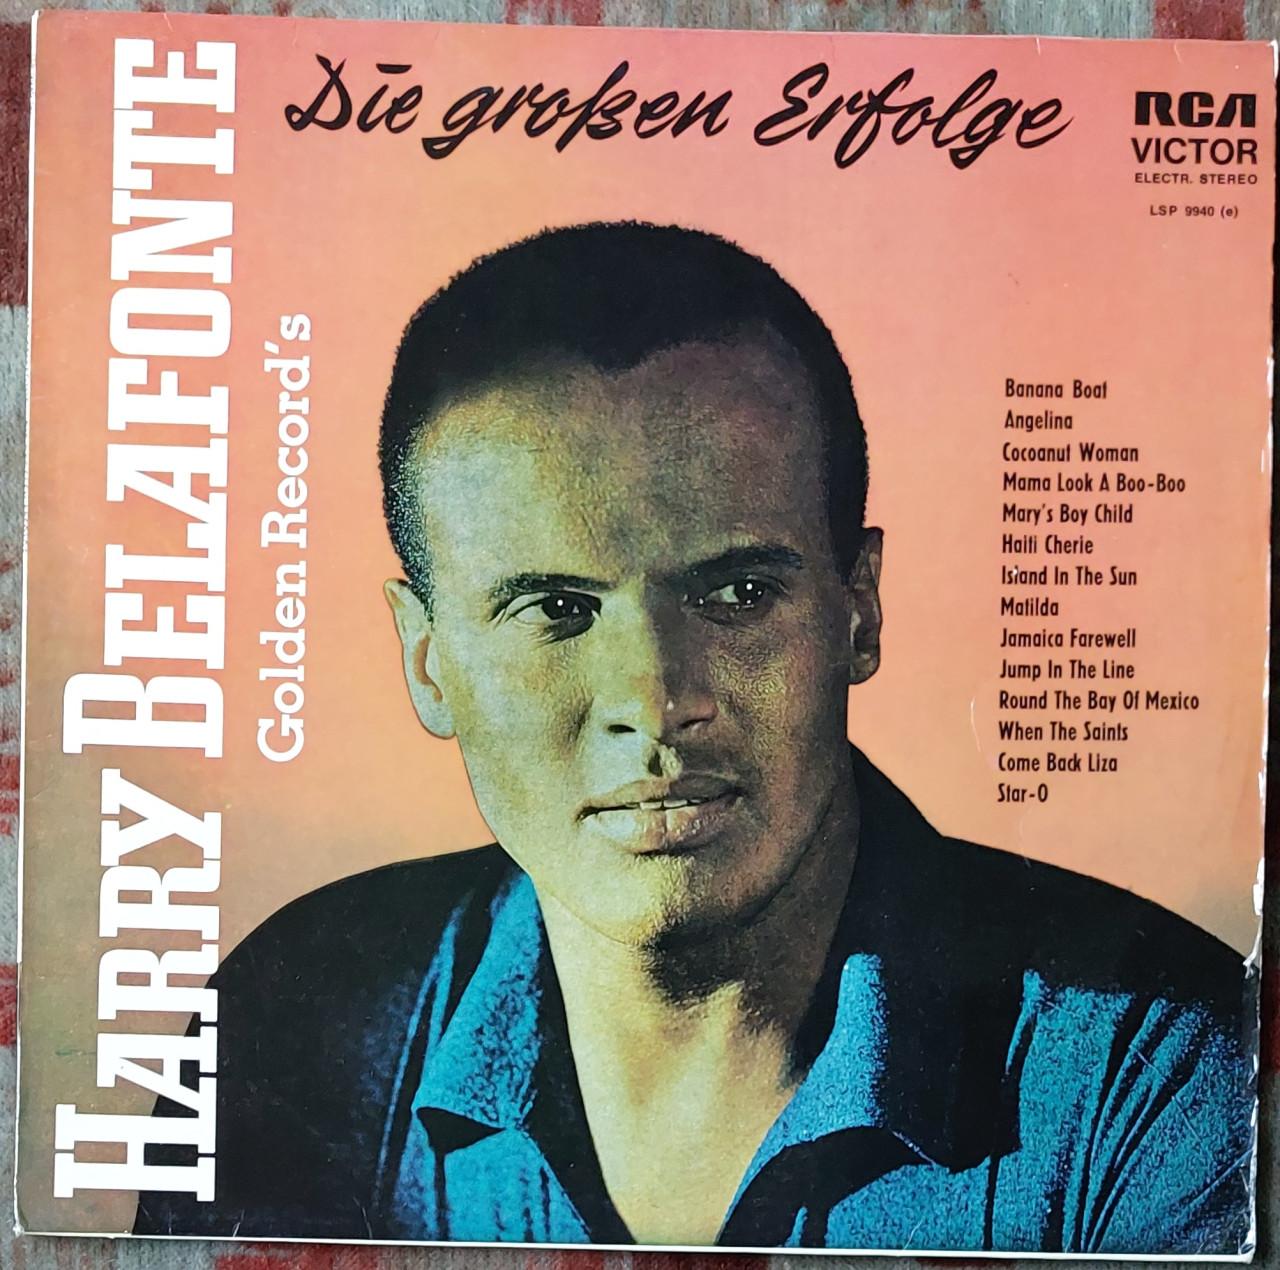 Die großen Erfolge
RCA
VICTOR
ELECTR. STEREO
LSP 9940 (e)
HARRY BELAFONTE
Golden Record's
Banana Boat
Angelina
Cocoanut Woman
Mama Look A Boo-Boo
Mary's Boy Child
Haiti Cherie
Island In The Sun
Matilda
Jamaica Farewell
Jump In The Line
Round The Bay Of Mexico
When The Saints
Come Back Liza
Star-O